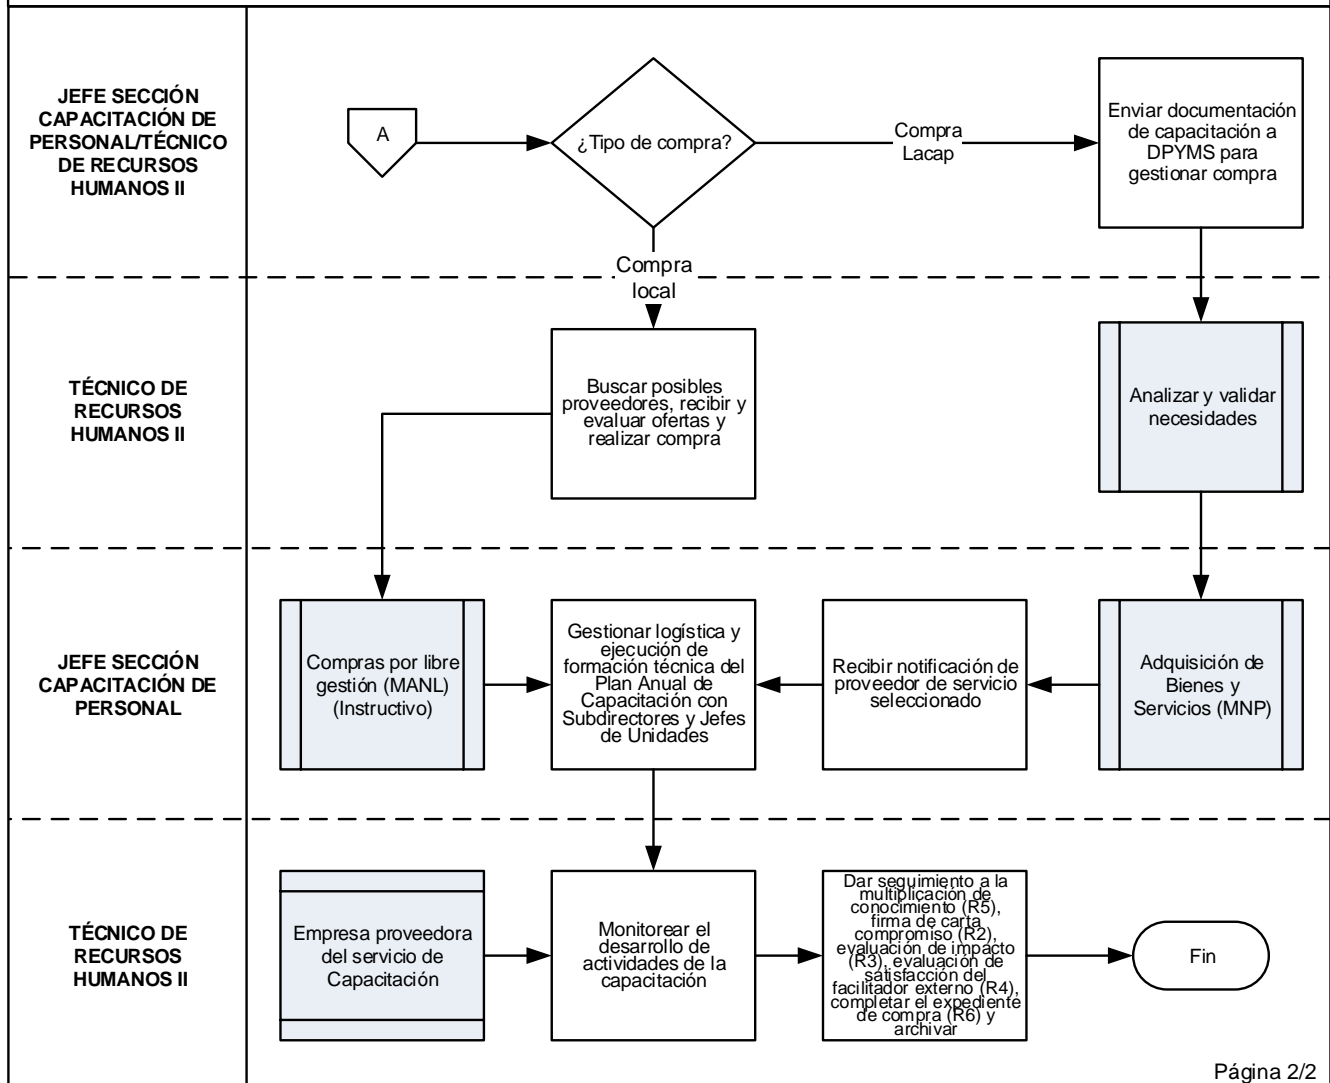 JEFE SECCIÓN
CAPACITACIÓN DE
PERSONAL/TÉCNICO
DE RECURSOS
HUMANOS II
A
¿Tipo de compra?
Compra
Lacap
Enviar documentación
de capacitación a
DPYMS para
gestionar compra
Compra
local
TÉCNICO DE
RECURSOS
HUMANOS II
Buscar posibles
proveedores, recibir y
evaluar ofertas y
realizar compra
Analizar y validar
necesidades
JEFE SECCIÓN
CAPACITACIÓN DE
PERSONAL
Compras por libre
gestión (MANL)
(Instructivo)
Gestionar logística y
ejecución de
formación técnica del
Plan Anual de
Capacitación con
Subdirectores y Jefes
de Unidades
Recibir notificación de
proveedor de servicio
seleccionado
Adquisición de
Bienes y
Servicios (MNP)
TÉCNICO DE
RECURSOS
HUMANOS II
Empresa proveedora
del servicio de
Capacitación
Monitorear el
desarrollo de
actividades de la
capacitación
Dar seguimiento a la
multiplicación de
conocimiento (R5),
firma de carta
compromiso (R2),
evaluación de impacto
(R3), evaluación de
satisfacción del
facilitador externo (R4),
completar el expediente
de compra (R6) y
archivar
Fin
Página 2/2